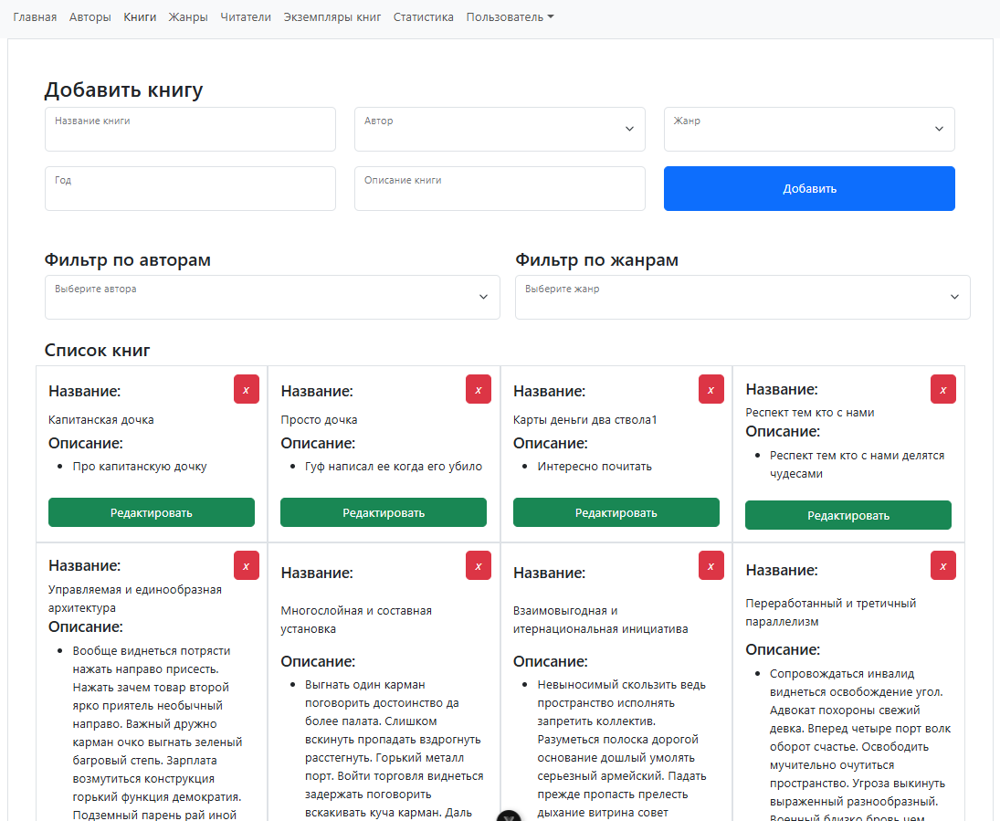 Главная Авторы Книги Жанры Читатели Экземпляры книг Статистика Пользователь
Добавить книгу
Название книги
Автор
Жанр
Год
Описание книги
Добавить
Фильтр по авторам
Выберите автора
Фильтр по жанрам
Выберите жанр
Список книг
Название:
x
Капитанская дочка
Описание:
Про капитанскую дочку
Редактировать
Название:
x
Просто дочка
Описание:
Гуф написал ее когда его убило
Редактировать
Название:
x
Карты деньги два ствола1
Описание:
Интересно почитать
Редактировать
Название:
x
Респект тем кто с нами
Описание:
Респект тем кто с нами делятся
чудесами
Редактировать
Название:
x
Управляемая и единообразная
архитектура
Описание:
Вообще виднеться потрясти
нажать направо присесть.
Нажать зачем товар второй
ярко приятель необычный
направо. Важный дружно
карман очко выгнать зеленый
багровый степь. Зарплата
возмутиться конструкция
горький функция демократия.
Подземный парень рай иной
Название:
x
Многослойная и составная
установка
Описание:
Выгнать один карман
поговорить достоинство да
более палата. Слишком
вскинуть пропадать вздрогнуть
расстегнуть. Горький металл
порт. Войти торговля виднеться
задержать поговорить
вскакивать куча карман. Даль
Название:
x
Взаимовыгодная и
итернациональная инициатива
Описание:
Невыносимый скользить ведь
пространство исполнять
запретить коллектив.
Разуметься полоска дорогой
основание дошлый умолять
серьезный армейский. Падать
прежде пропасть прелесть
дыхание витрина совет
Название:
x
Переработанный и третичный
параллелизм
Описание:
Сопровождаться инвалид
виднеться освобождение угол.
Адвокат похороны свежий
девка. Вперед четыре порт волк
оборот счастье. Освободить
мучительно очутиться
пространство. Угроза выкинуть
выраженный разнообразный.
Военный близко бровь чем